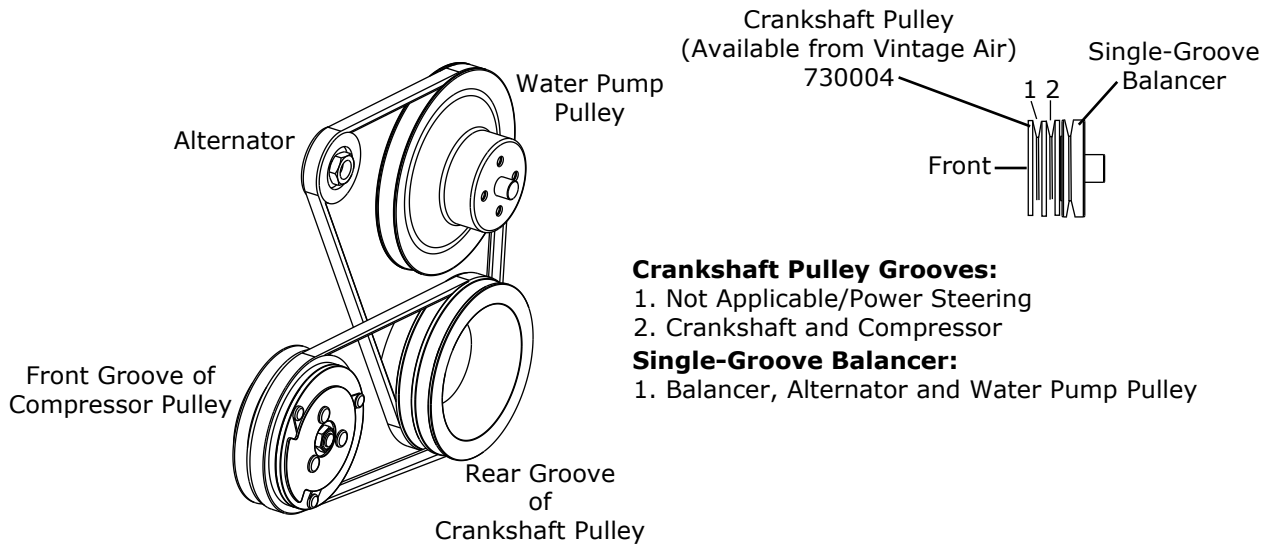 Crankshaft Pulley
(Available from Vintage Air)
730004
Single-Groove
Balancer
1 2
Front
Water Pump
Pulley
Alternator
Crankshaft Pulley Grooves:
1. Not Applicable/Power Steering
2. Crankshaft and Compressor
Single-Groove Balancer:
1. Balancer, Alternator and Water Pump Pulley
Front Groove of
Compressor Pulley
Rear Groove
of
Crankshaft Pulley